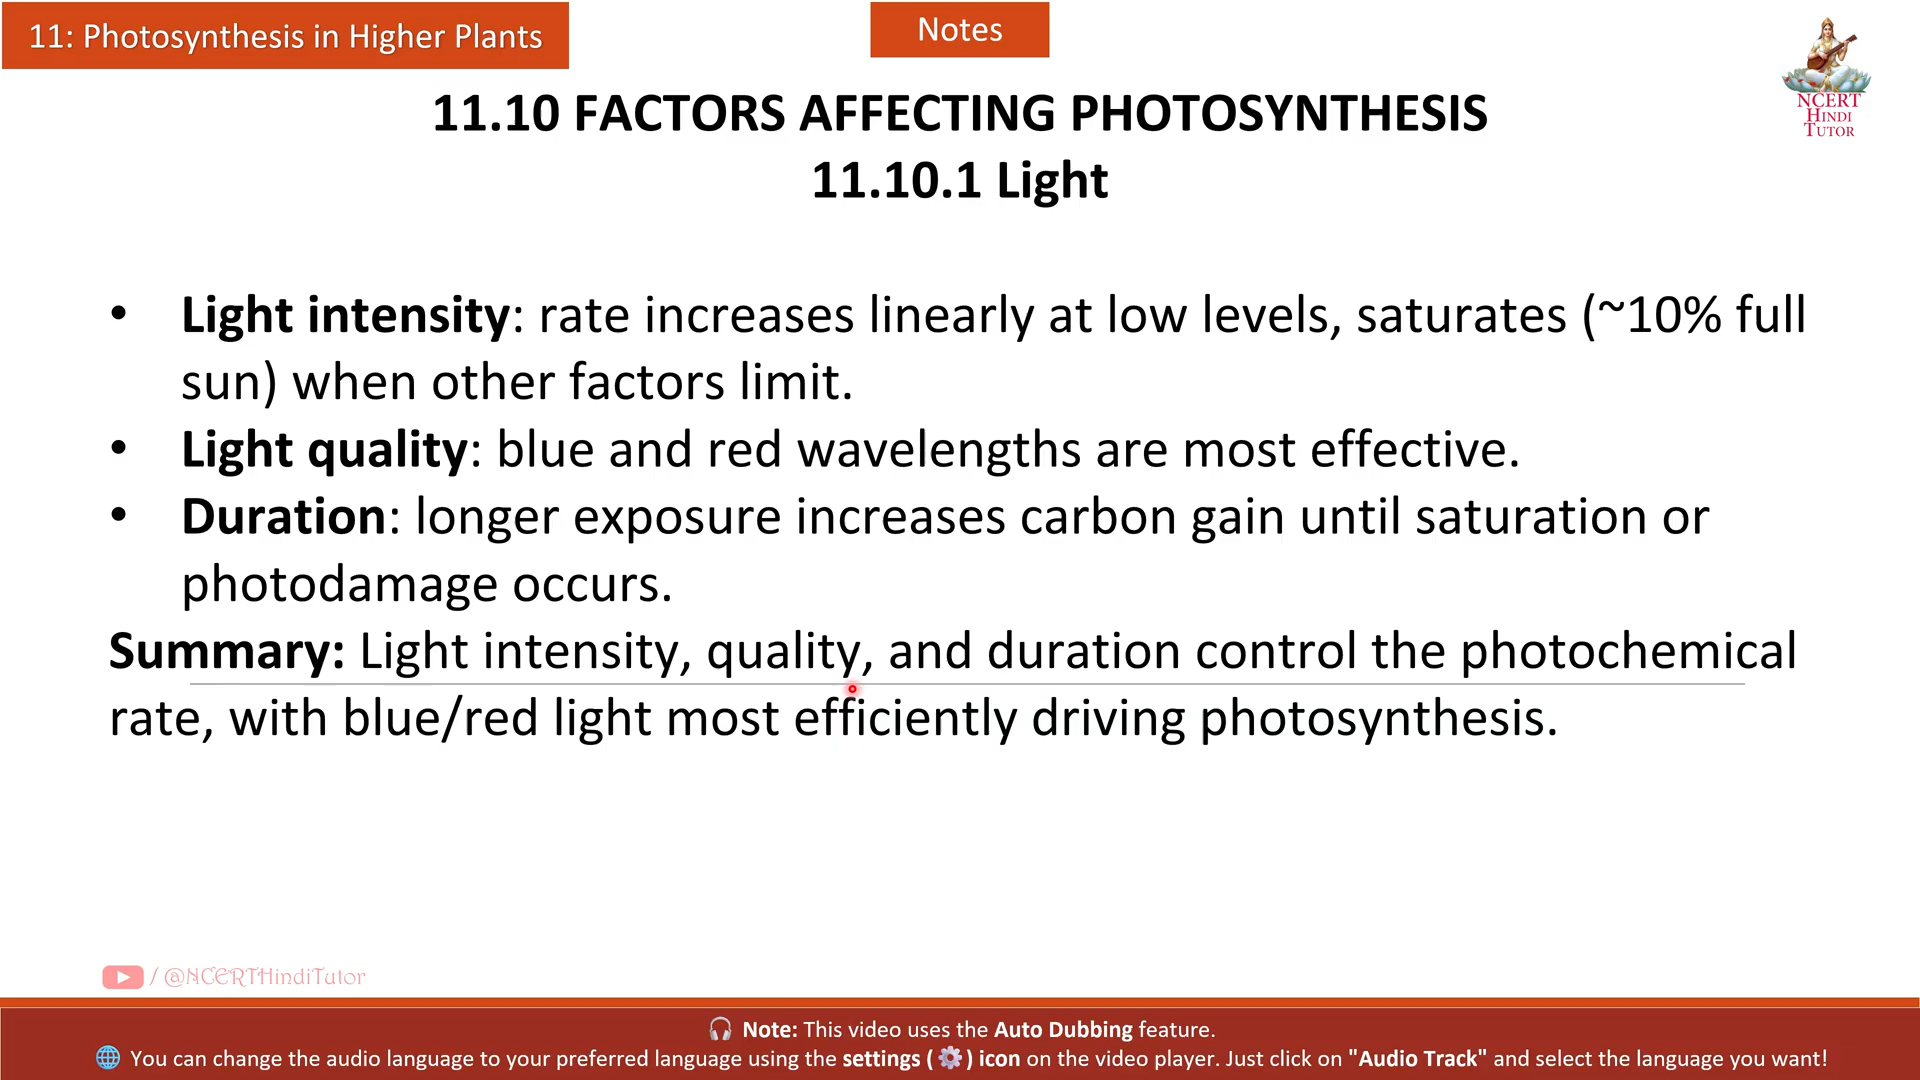 11: Photosynthesis in Higher Plants
Notes
NCERT
HINDI
TUTOR
11.10 FACTORS AFFECTING PHOTOSYNTHESIS
11.10.1 Light
• Light intensity: rate increases linearly at low levels, saturates (~10% full
sun) when other factors limit.
• Light quality: blue and red wavelengths are most effective.
• Duration: longer exposure increases carbon gain until saturation or
photodamage occurs.
Summary: Light intensity, quality, and duration control the photochemical
rate, with blue/red light most efficiently driving photosynthesis.
/ @NCERTHindiTutor
🎧 Note: This video uses the Auto Dubbing feature.
🌐 You can change the audio language to your preferred language using the settings (⚙️) icon on the video player. Just click on "Audio Track" and select the language you want!